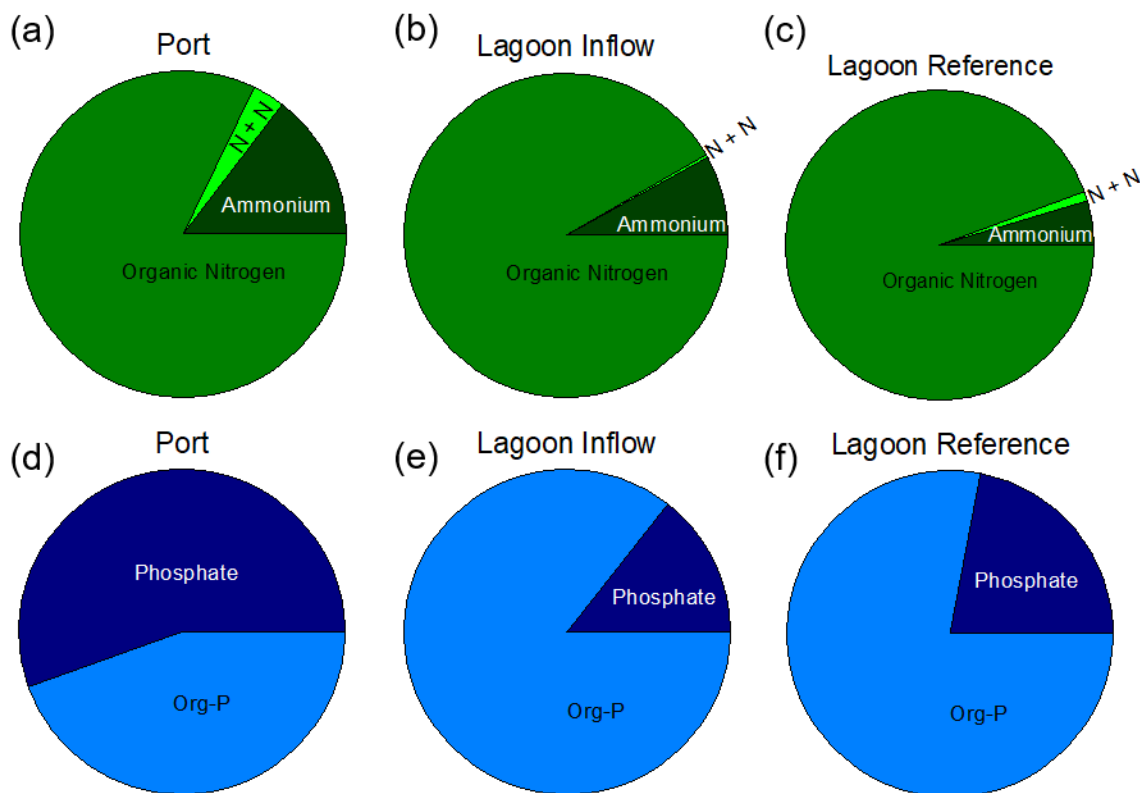 (a)
Port
N + N
Ammonium
Organic Nitrogen
(b)
Lagoon Inflow
N + N
Ammonium
Organic Nitrogen
(c)
Lagoon Reference
N + N
Ammonium
Organic Nitrogen
(d)
Port
Phosphate
Org-P
(e)
Lagoon Inflow
Phosphate
Org-P
(f)
Lagoon Reference
Phosphate
Org-P